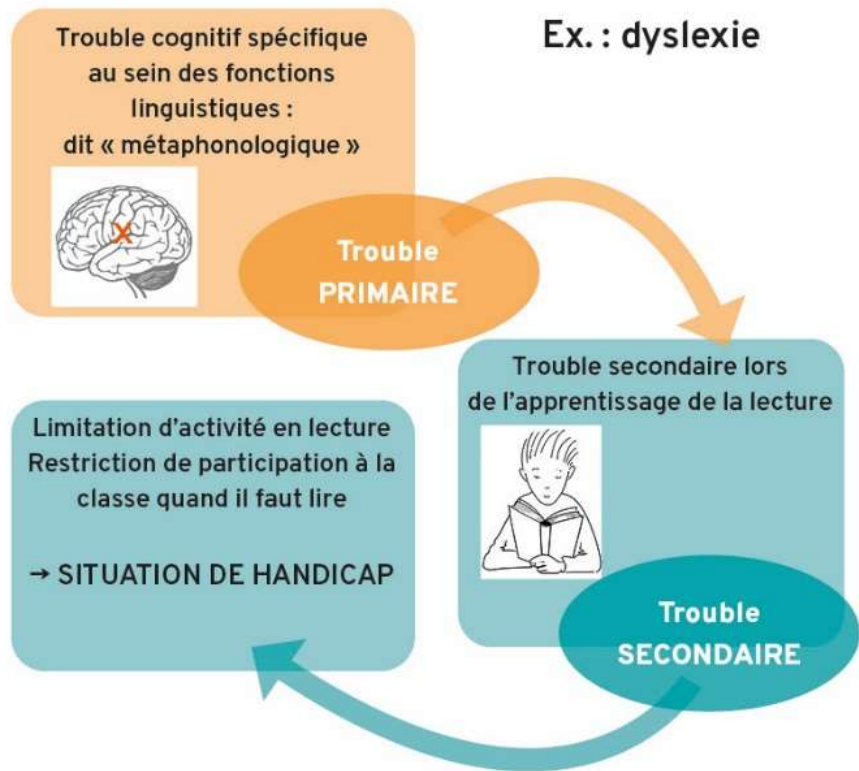 Ex. : dyslexie
Trouble cognitif spécifique
au sein des fonctions
linguistiques :
dit « métaphonologique »
Trouble
PRIMAIRE
Trouble secondaire lors
de l'apprentissage de la lecture
Trouble
SECONDAIRE
Limitation d'activité en lecture
Restriction de participation à la
classe quand il faut lire
→ SITUATION DE HANDICAP